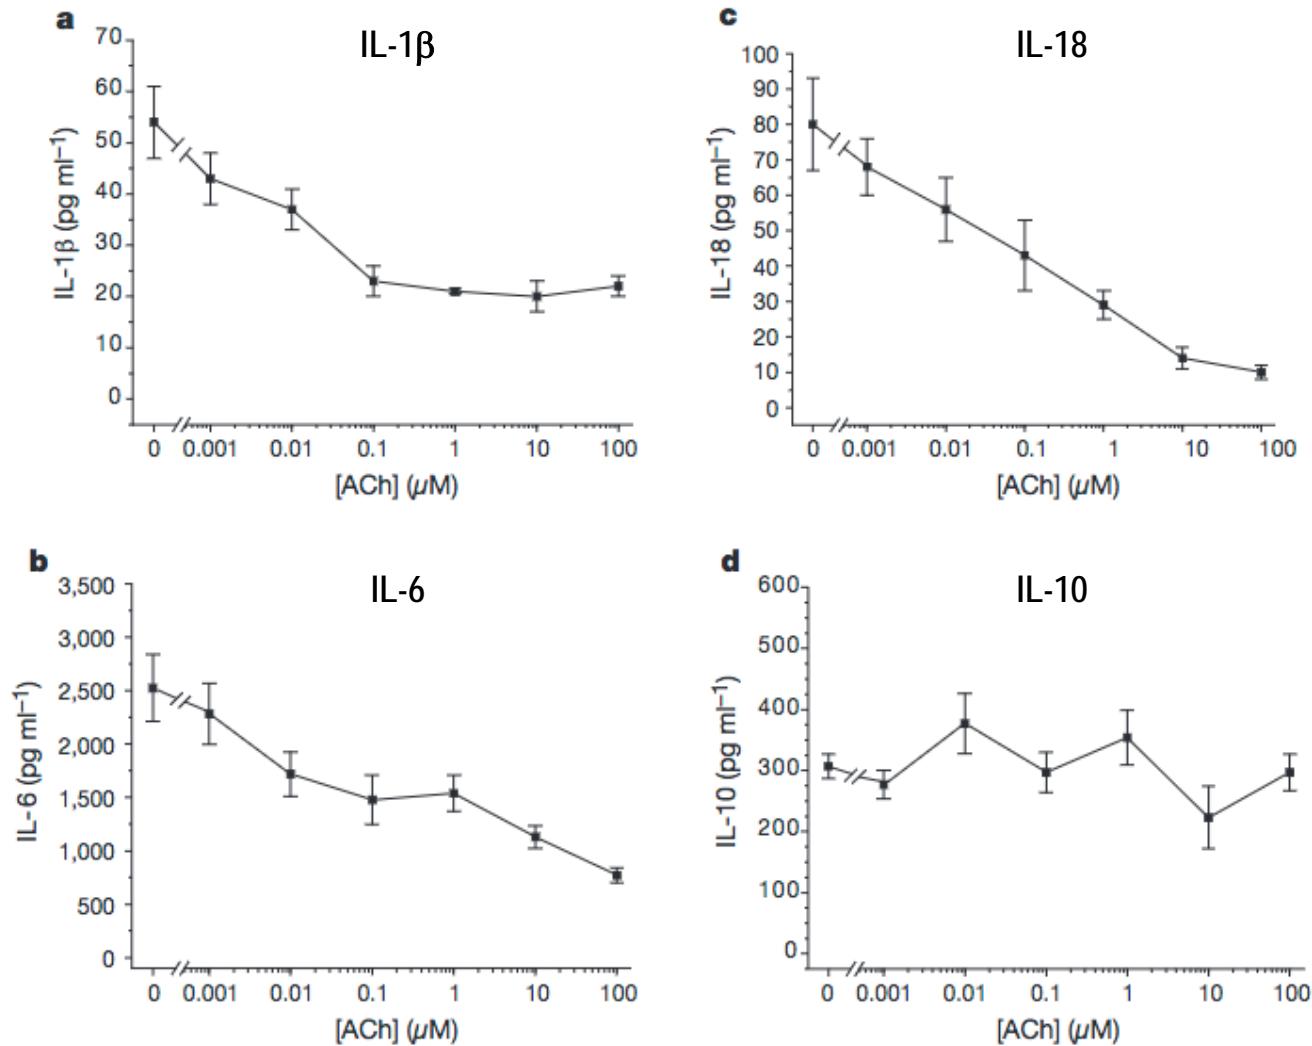 a
IL-1β
70
60
50
40
30
20
10
0
IL-1β (pg ml⁻¹)
0 0.001 0.01 0.1 1 10 100
[ACh] (μM)
c
IL-18
100
90
80
70
60
50
40
30
20
10
0
IL-18 (pg ml⁻¹)
0 0.001 0.01 0.1 1 10 100
[ACh] (μM)
b
IL-6
3,500
3,000
2,500
2,000
1,500
1,000
500
0
IL-6 (pg ml⁻¹)
0 0.001 0.01 0.1 1 10 100
[ACh] (μM)
d
IL-10
600
500
400
300
200
100
0
IL-10 (pg ml⁻¹)
0 0.001 0.01 0.1 1 10 100
[ACh] (μM)